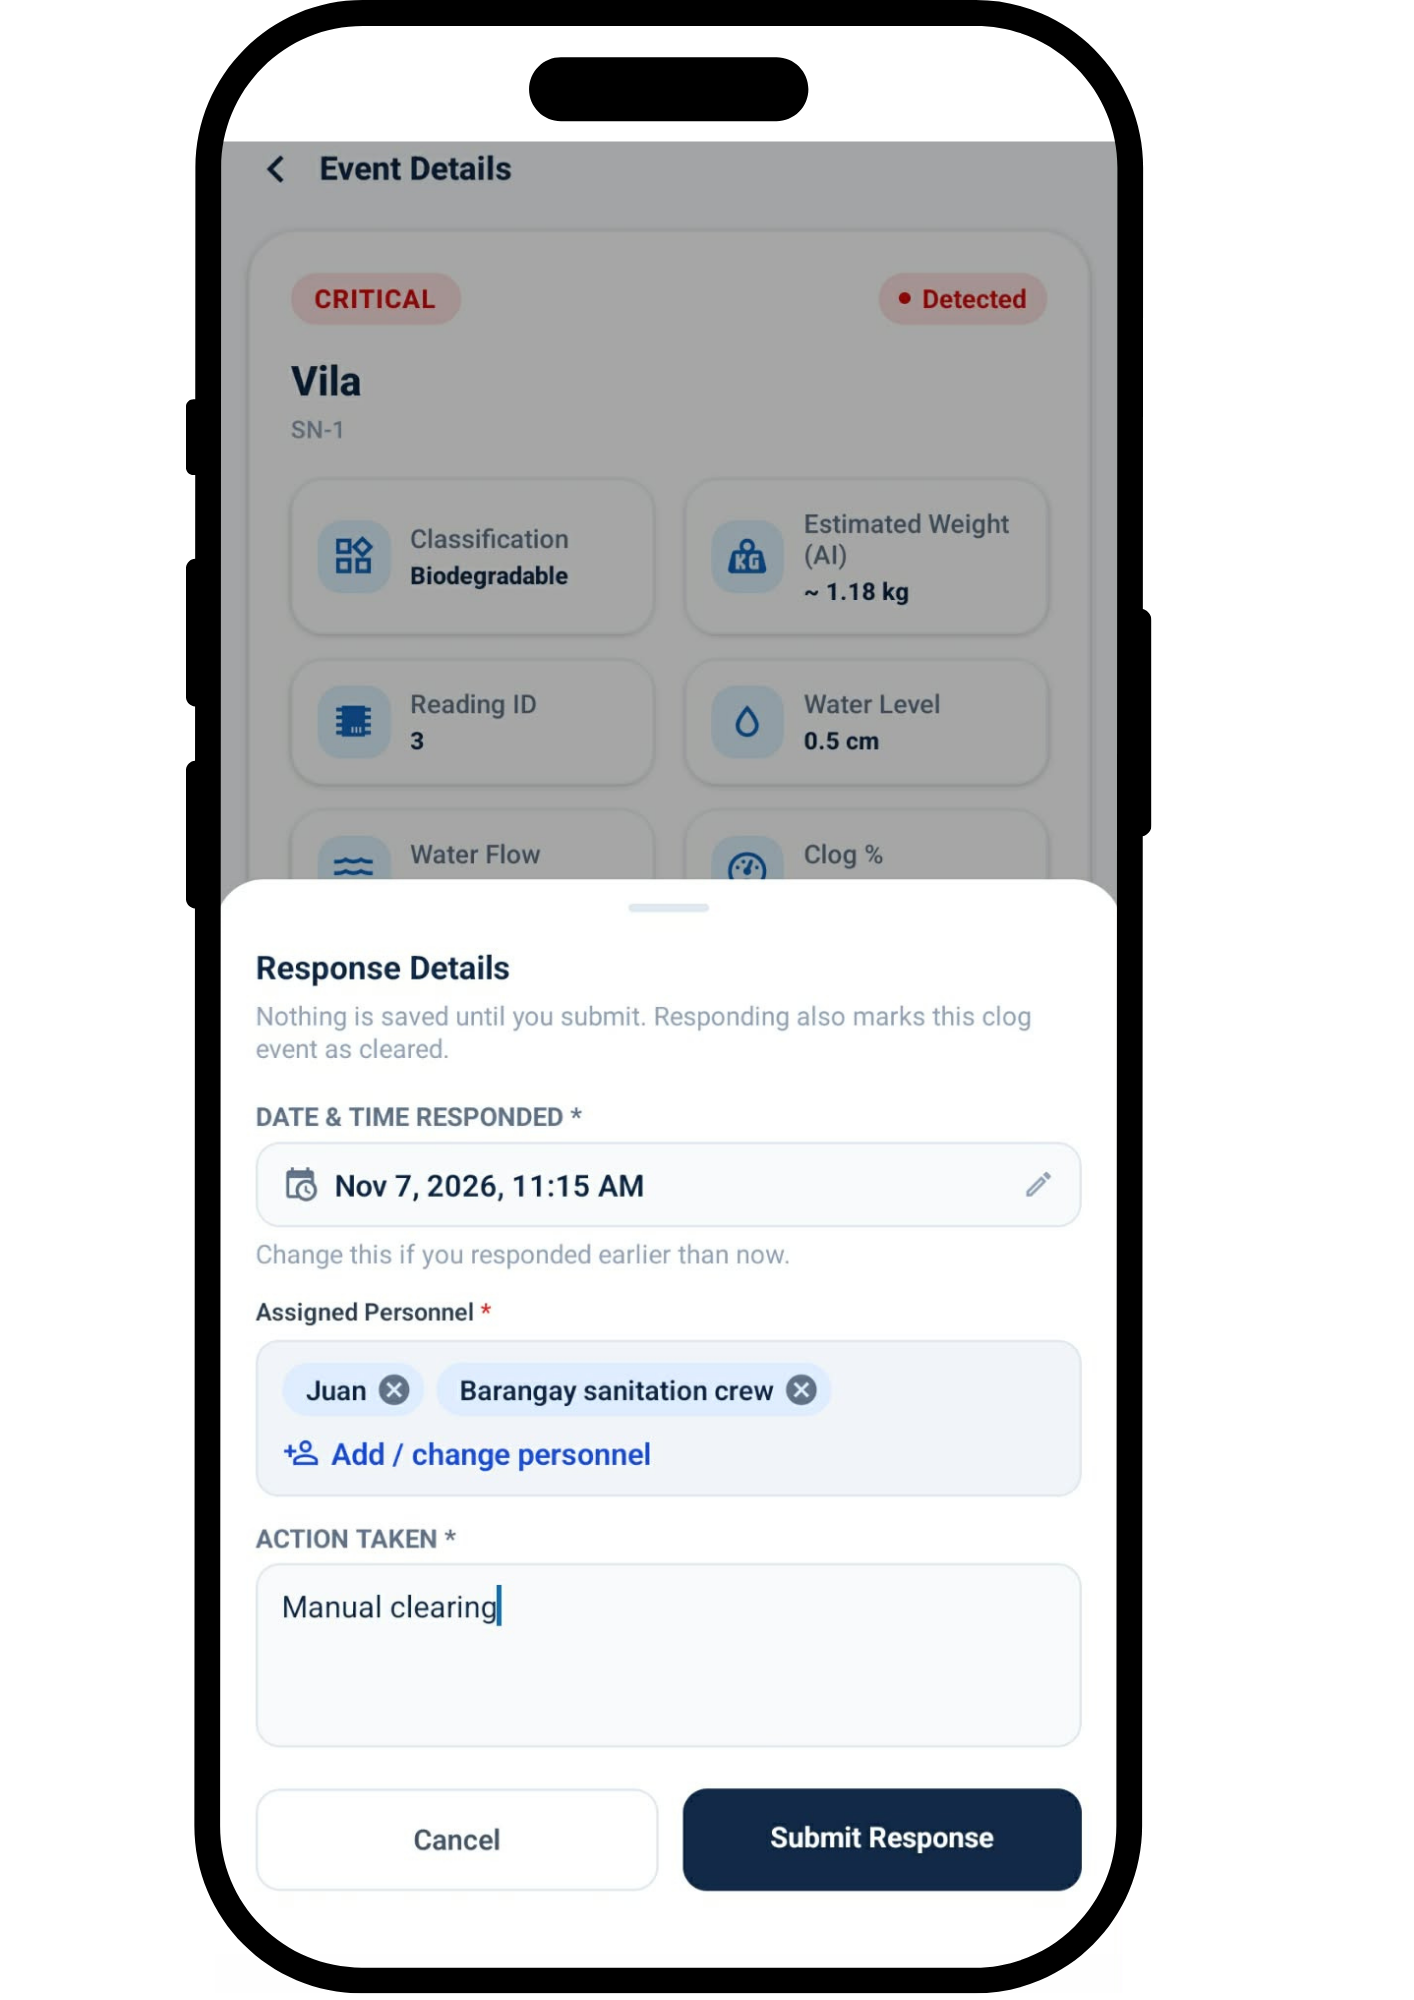 Event Details
CRITICAL
Detected
Vila
SN-1
Classification
Biodegradable
Estimated Weight
(AI)
~ 1.18 kg
Reading ID
3
Water Level
0.5 cm
Water Flow
Clog %
Response Details
Nothing is saved until you submit. Responding also marks this clog
event as cleared.
DATE & TIME RESPONDED *
Nov 7, 2026, 11:15 AM
Change this if you responded earlier than now.
Assigned Personnel *
Juan
Barangay sanitation crew
Add / change personnel
ACTION TAKEN *
Manual clearing
Cancel
Submit Response